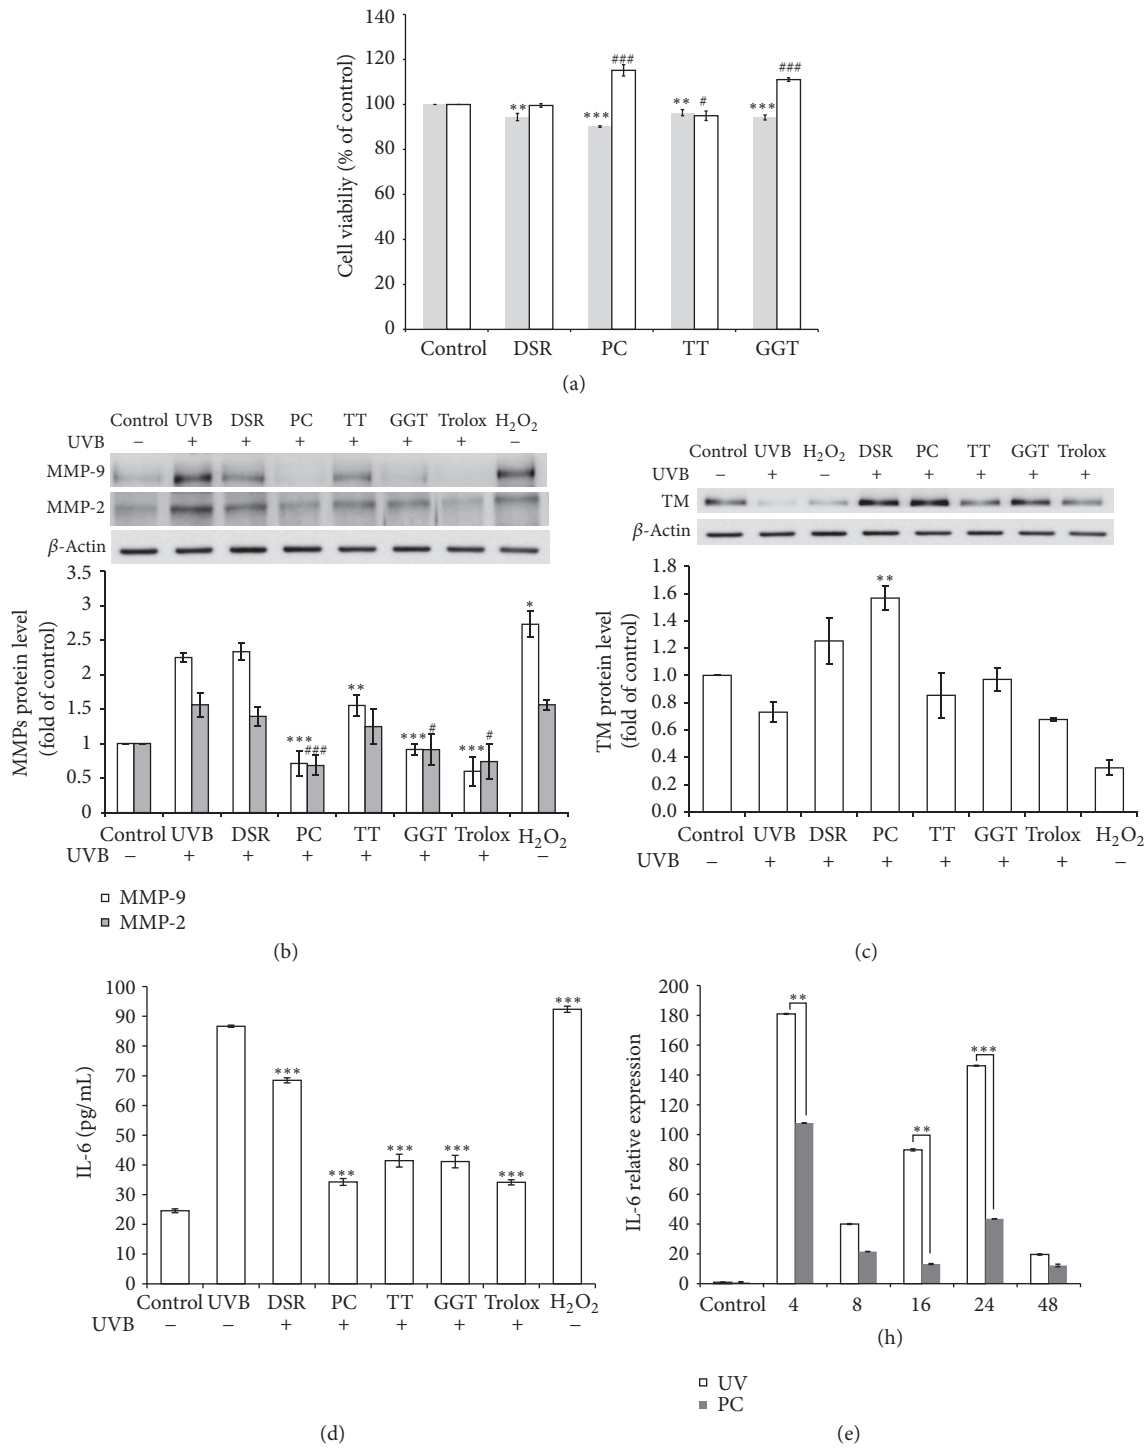 140
120
100
80
60
40
20
0
Cell viabiliy (% of control)
** *** ### ** # *** ###
Control DSR PC TT GGT
(a)
Control UVB DSR PC TT GGT Trolox H2O2
UVB − + + + + + + −
MMP-9
MMP-2
β-Actin
3.5
3
2.5
2
1.5
1
0.5
0
MMPs protein level
(fold of control)
*** ### ** *** # *** # *
Control UVB DSR PC TT GGT Trolox H2O2
UVB − + + + + + + −
MMP-9
MMP-2
(b)
Control UVB H2O2 DSR PC TT GGT Trolox
UVB − + − + + + + +
TM
β-Actin
1.8
1.6
1.4
1.2
1.0
0.8
0.6
0.4
0.2
0.0
TM protein level
(fold of control)
**
Control UVB DSR PC TT GGT Trolox H2O2
UVB − + + + + + + −
(c)
100
90
80
70
60
50
40
30
20
10
0
IL-6 (pg/mL)
*** *** *** *** *** ***
Control UVB DSR PC TT GGT Trolox H2O2
UVB − − + + + + + −
(d)
200
180
160
140
120
100
80
60
40
20
0
IL-6 relative expression
** ** ***
Control 4 8 16 24 48
(h)
UV
PC
(e)